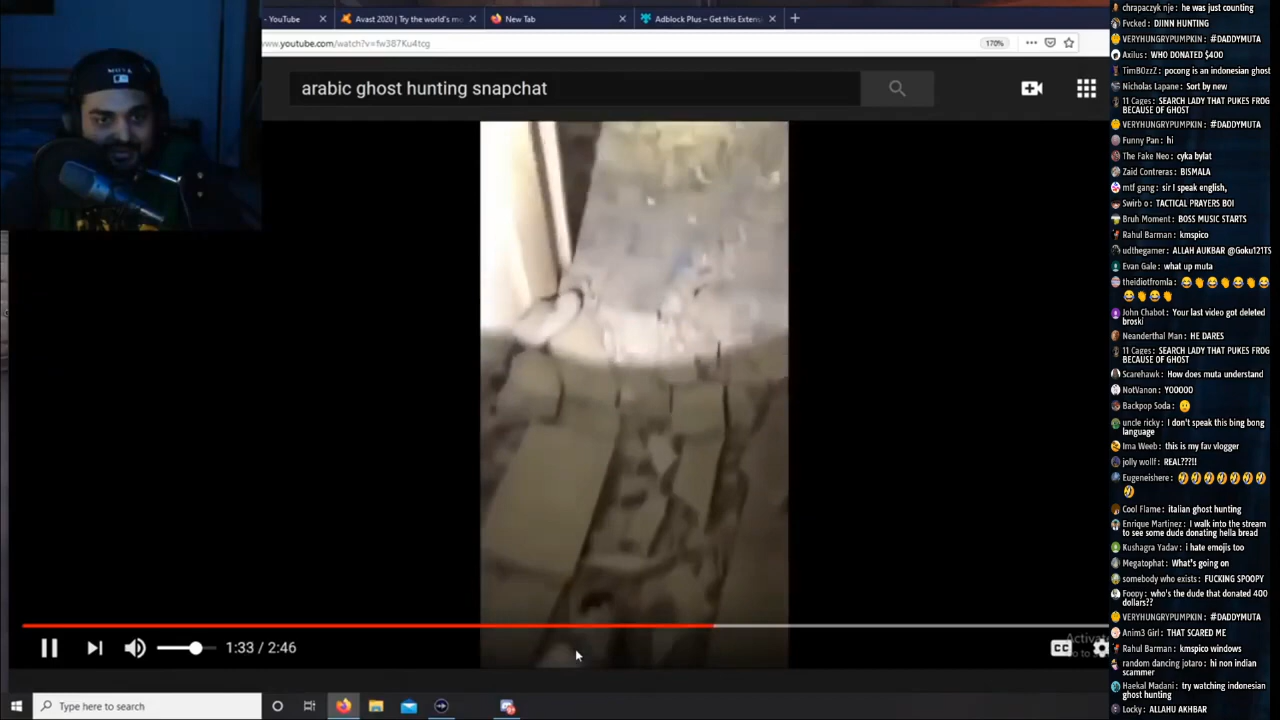 - YouTube
Avast 2020 | Try the world's mo
New Tab
Adblock Plus – Get this Extens
www.youtube.com/watch?v=fw387Ku4tcg
170%
arabic ghost hunting snapchat
1:33 / 2:46
CC
Type here to search
chrapaczyk nje : he was just counting
Fvcked : DJINN HUNTING
VERYHUNGRYPUMPKIN : #DADDYMUTA
Axilus : WHO DONATED $400
TimB0zzZ : pocong is an indonesian ghost
Nicholas Lapane : Sort by new
11 Cages : SEARCH LADY THAT PUKES FROG
BECAUSE OF GHOST
VERYHUNGRYPUMPKIN : #DADDYMUTA
Funny Pan : hi
The Fake Neo : cyka bylat
Zaid Contreras : BISMALA
mtf gang : sir I speak english,
Swirb o : TACTICAL PRAYERS BOI
Bruh Moment : BOSS MUSIC STARTS
Rahul Barman : kmspico
udthegamer : ALLAH AUKBAR @Goku121TS
Evan Gale : what up muta
theidiotfromla : 😂👏😂👏😂👏😂
😂👏😂👏
John Chabot : Your last video got deleted
broski
Neanderthal Man : HE DARES
11 Cages : SEARCH LADY THAT PUKES FROG
BECAUSE OF GHOST
Scarehawk : How does muta understand
NotVanon : YOOOOO
Backpop Soda :
uncle ricky : I don't speak this bing bong
language
Ima Weeb : this is my fav vlogger
jolly wollf : REAL???!!
Eugeneishere : 🤣🤣🤣🤣🤣🤣🤣
🤣
Cool Flame : italian ghost hunting
Enrique Martinez : I walk into the stream
to see some dude donating hella bread
Kushagra Yadav : i hate emojis too
Megatophat : What's going on
somebody who exists : FUCKING SPOOPY
Foopy : who's the dude that donated 400
dollars??
VERYHUNGRYPUMPKIN : #DADDYMUTA
Anim3 Girl : THAT SCARED ME
Rahul Barman : kmspico windows
random dancing jotaro : hi non indian
scammer
Haekal Madani : try watching indonesian
ghost hunting
Locky : ALLAHU AKHBAR